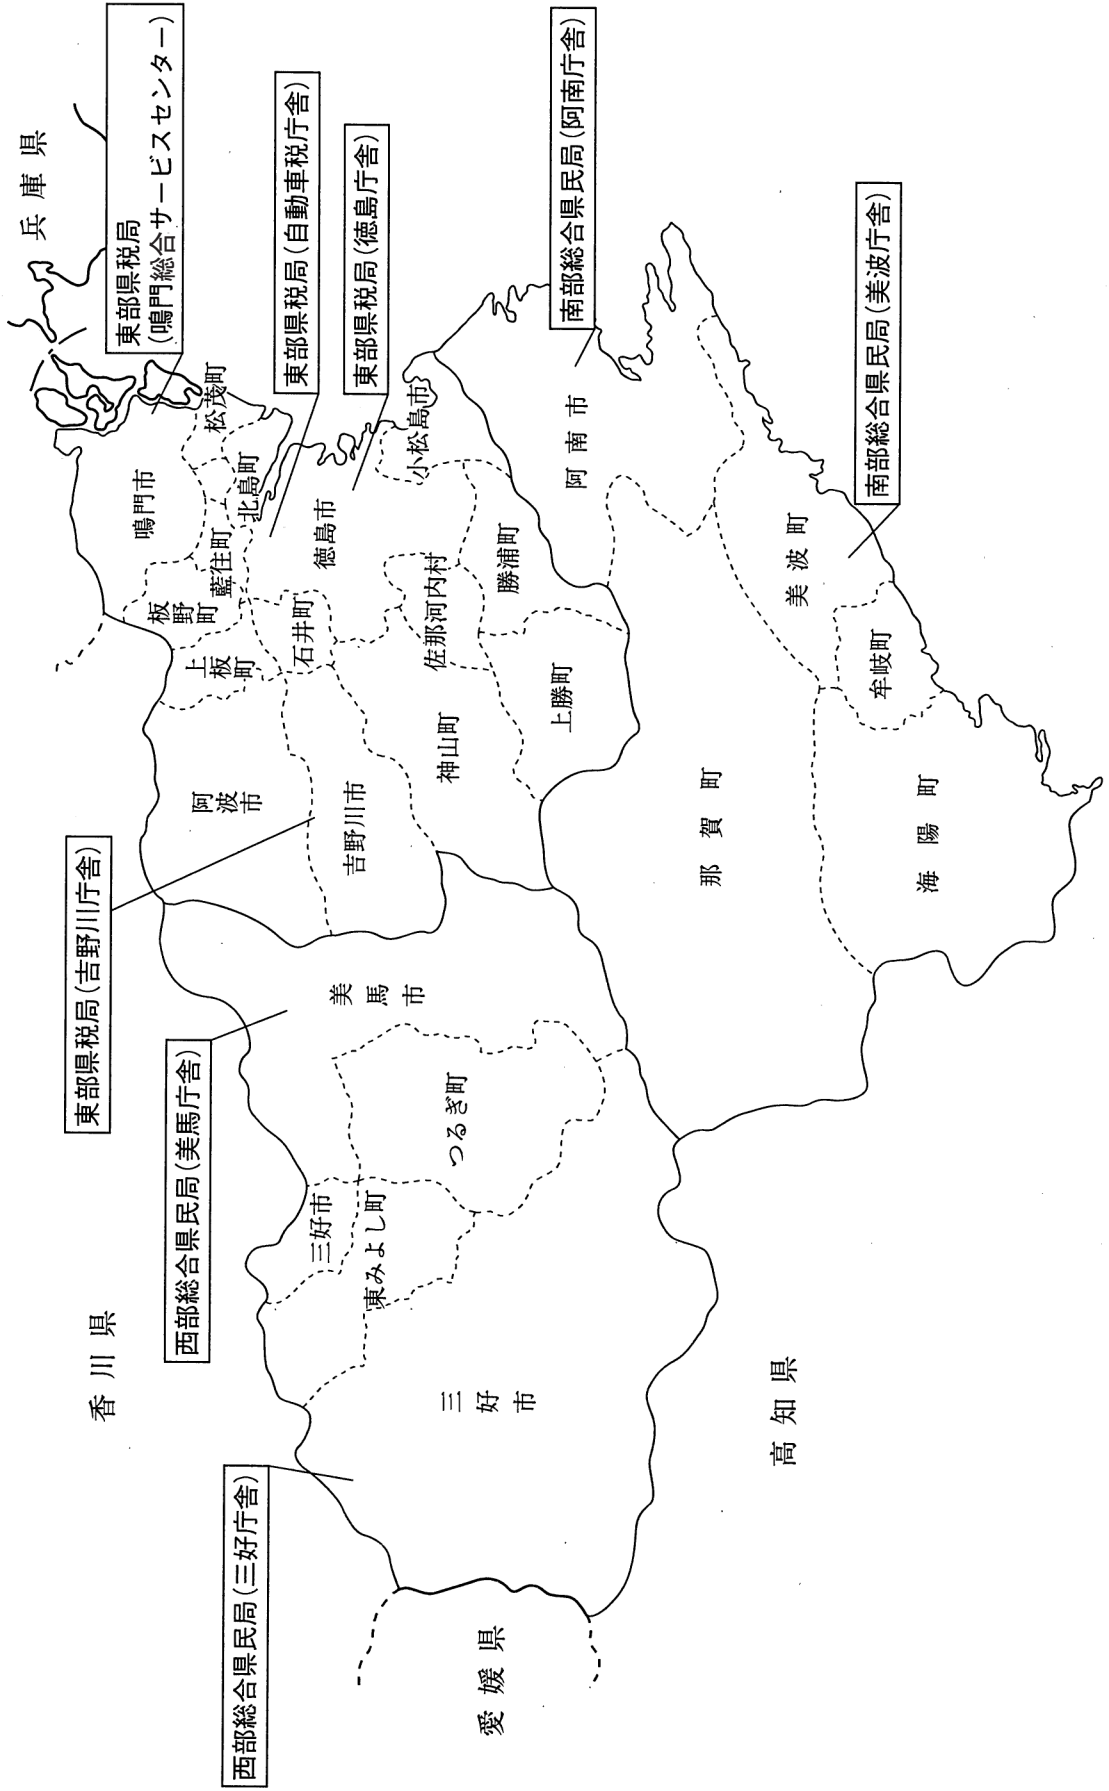 兵庫県
東部県税局
（鳴門総合サービスセンター）
東部県税局（自動車税庁舎）
東部県税局（徳島庁舎）
南部総合県民局（阿南庁舎）
南部総合県民局（美波庁舎）
東部県税局（吉野川庁舎）
西部総合県民局（美馬庁舎）
西部総合県民局（三好庁舎）
香川県
愛媛県
高知県
鳴門市
松茂町
北島町
藍住町
板野町
上板町
石井町
徳島市
小松島市
佐那河内村
勝浦町
上勝町
神山町
阿波市
吉野川市
阿南市
美波町
牟岐町
那賀町
海陽町
美馬市
つるぎ町
三好市
東みよし町
三好市